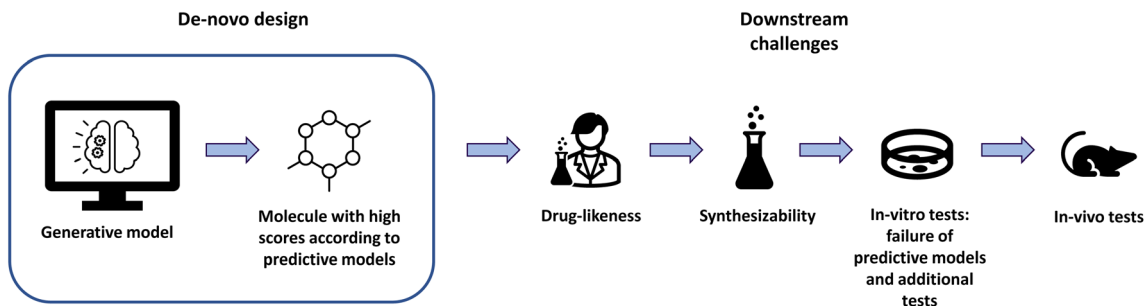 De-novo design
Downstream
challenges
Generative model
Molecule with high
scores according to
predictive models
Drug-likeness
Synthesizability
In-vitro tests:
failure of
predictive models
and additional
tests
In-vivo tests